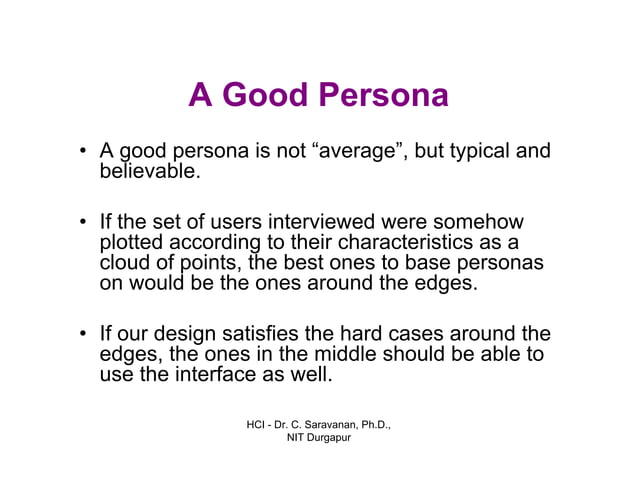 A Good Persona
• A good persona is not “average”, but typical and
believable.
• If the set of users interviewed were somehow
plotted according to their characteristics as a
cloud of points, the best ones to base personas
on would be the ones around the edges.
• If our design satisfies the hard cases around the
edges, the ones in the middle should be able to
use the interface as well.
HCI - Dr. C. Saravanan, Ph.D.,
NIT Durgapur